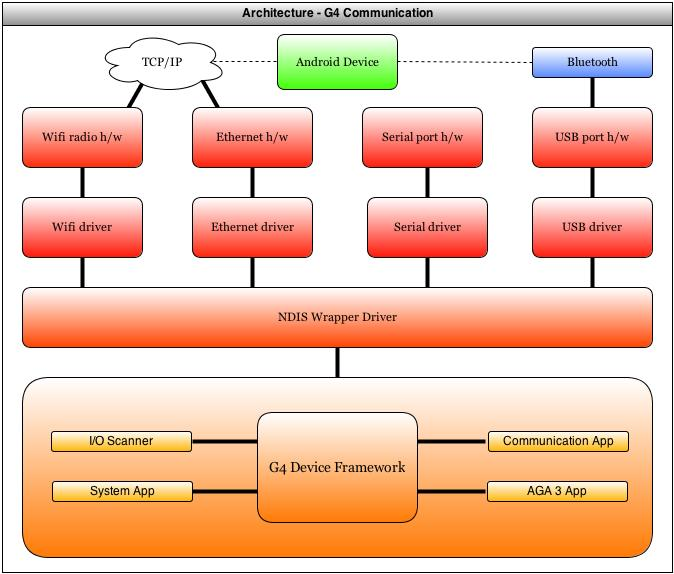 Architecture - G4 Communication
TCP/IP
Android Device
Bluetooth
Wifi radio h/w
Ethernet h/w
Serial port h/w
USB port h/w
Wifi driver
Ethernet driver
Serial driver
USB driver
NDIS Wrapper Driver
I/O Scanner
Communication App
G4 Device Framework
System App
AGA 3 App